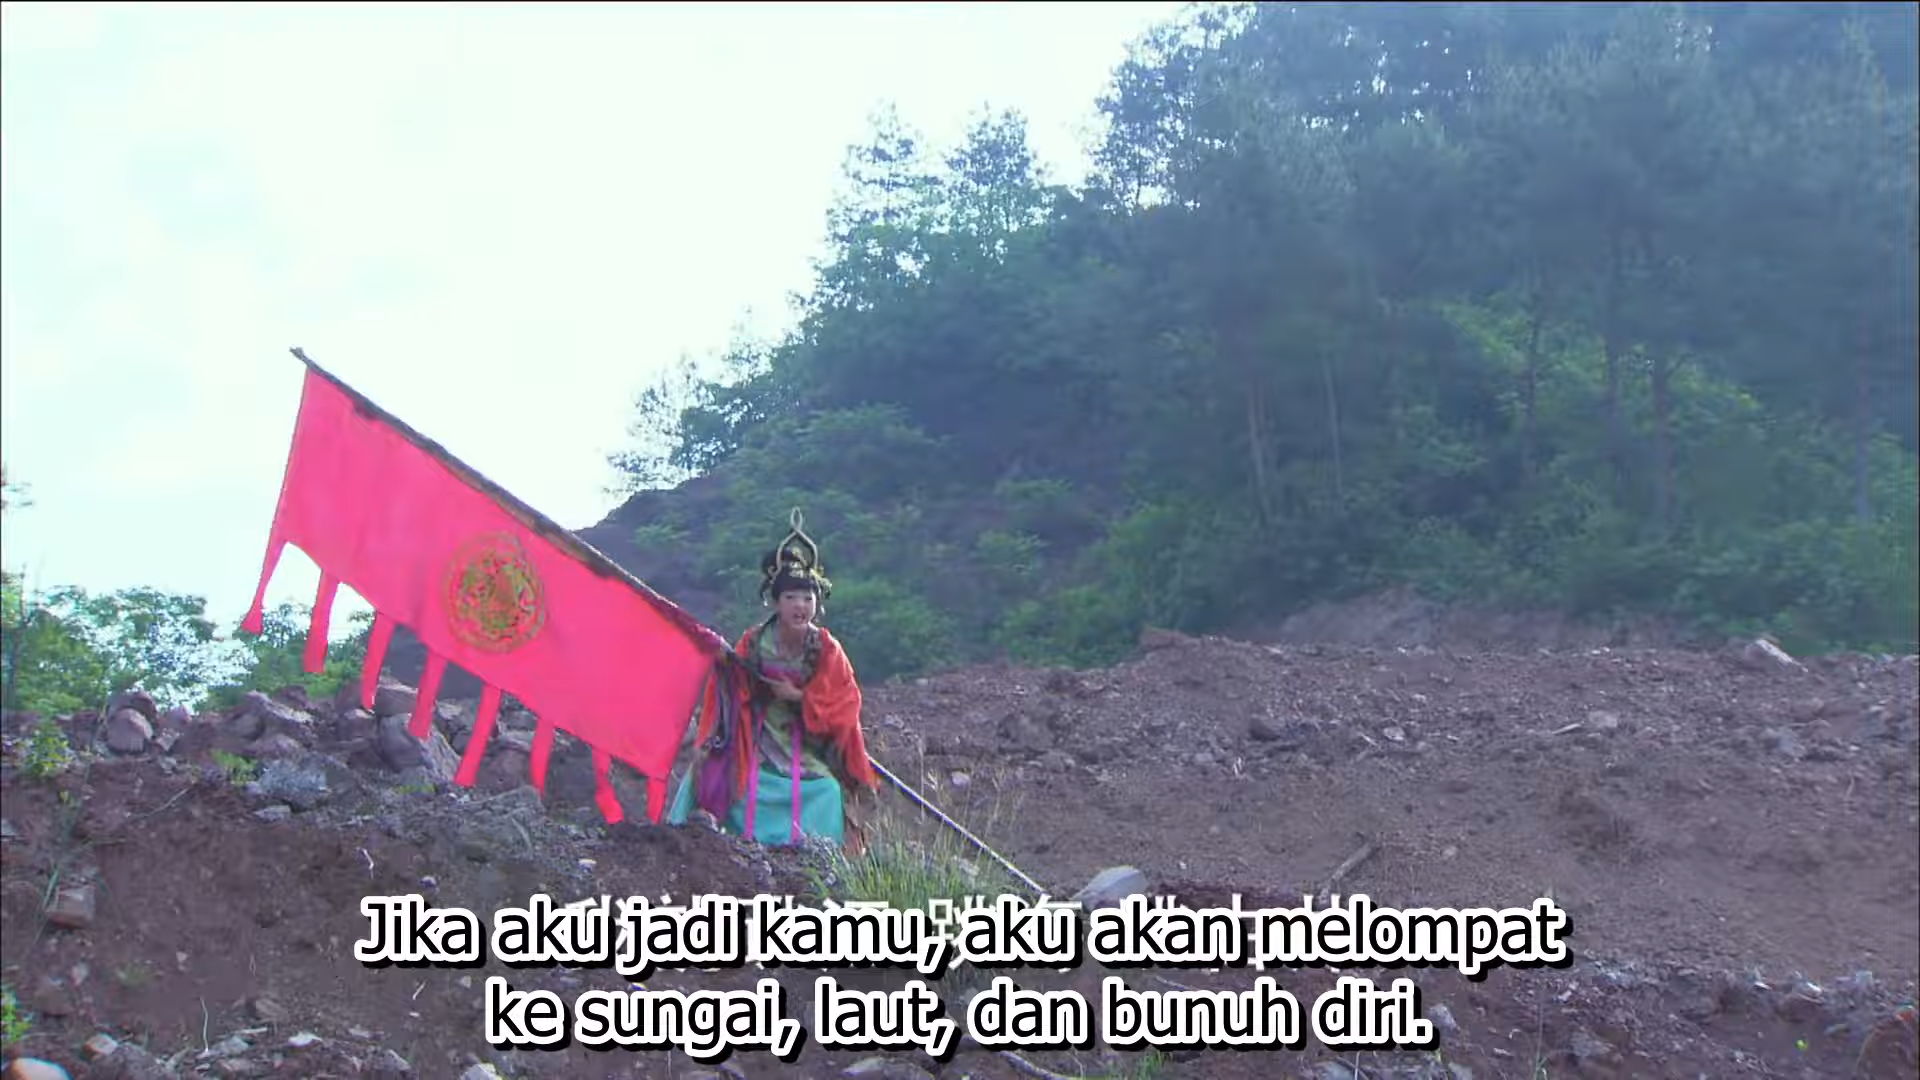 Jika aku jadi kamu, aku akan melompat
ke sungai, laut, dan bunuh diri.